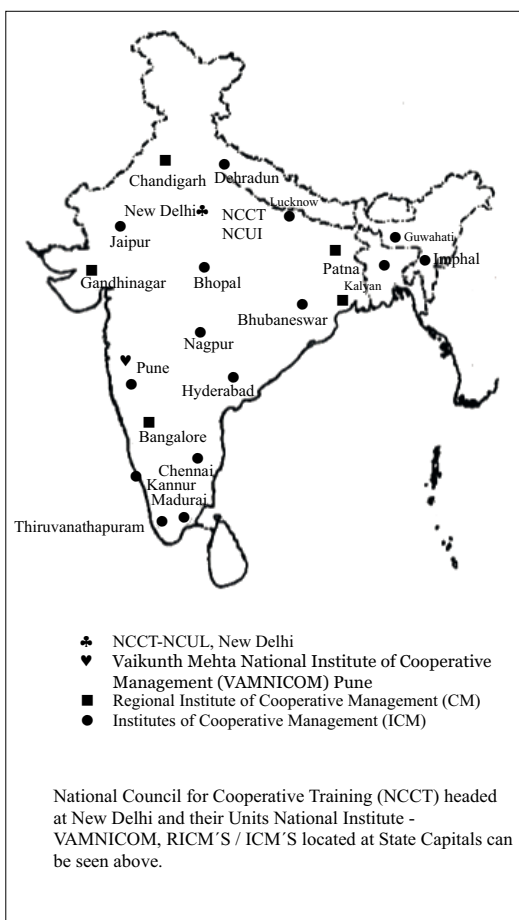 Chandigarh
Dehradun
New Delhi♣ NCCT
NCUI
Lucknow
Jaipur
Guwahati
Imphal
Patna
Gandhinagar
Bhopal
Kalyan
Bhubaneswar
Nagpur
Pune
Hyderabad
Bangalore
Chennai
Kannur
Madurai
Thiruvanathapuram
♣ NCCT-NCUL, New Delhi
♥ Vaikunth Mehta National Institute of Cooperative
Management (VAMNICOM) Pune
■ Regional Institute of Cooperative Management (CM)
● Institutes of Cooperative Management (ICM)
National Council for Cooperative Training (NCCT) headed
at New Delhi and their Units National Institute -
VAMNICOM, RICM´S / ICM´S located at State Capitals can
be seen above.